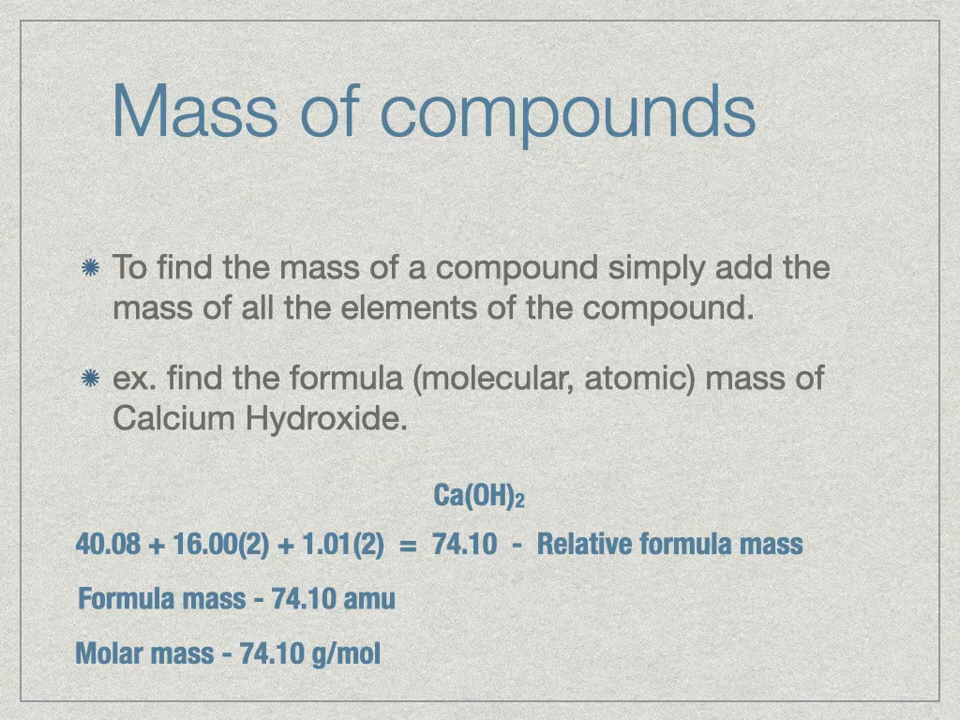 Mass of compounds
To find the mass of a compound simply add the
mass of all the elements of the compound.
ex. find the formula (molecular, atomic) mass of
Calcium Hydroxide.
Ca(OH)₂
40.08 + 16.00(2) + 1.01(2) = 74.10 - Relative formula mass
Formula mass - 74.10 amu
Molar mass - 74.10 g/mol